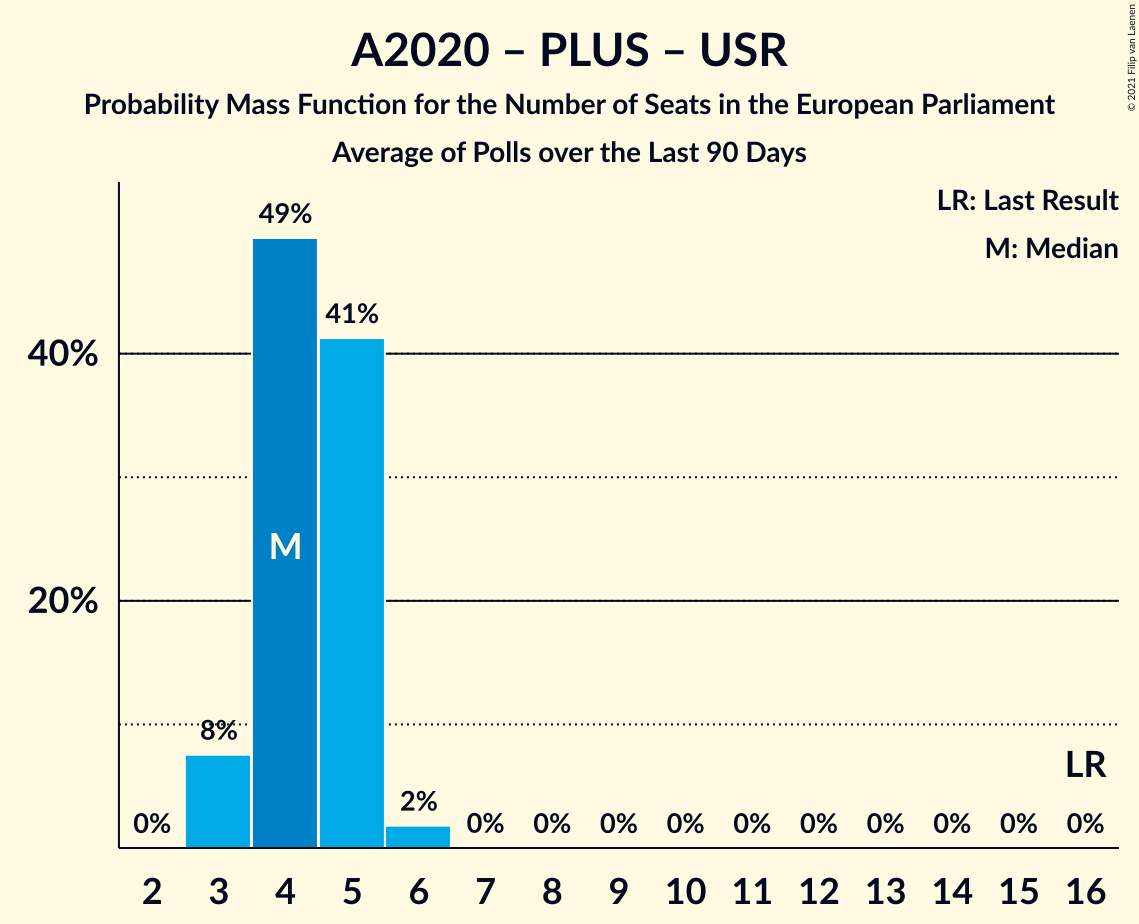 A2020 – PLUS – USR
Probability Mass Function for the Number of Seats in the European Parliament
Average of Polls over the Last 90 Days
© 2021 Filip van Laenen
LR: Last Result
M: Median
49%
41%
40%
M
20%
8%
LR
2%
0% 0% 0% 0% 0% 0% 0% 0% 0% 0% 0%
2 3 4 5 6 7 8 9 10 11 12 13 14 15 16